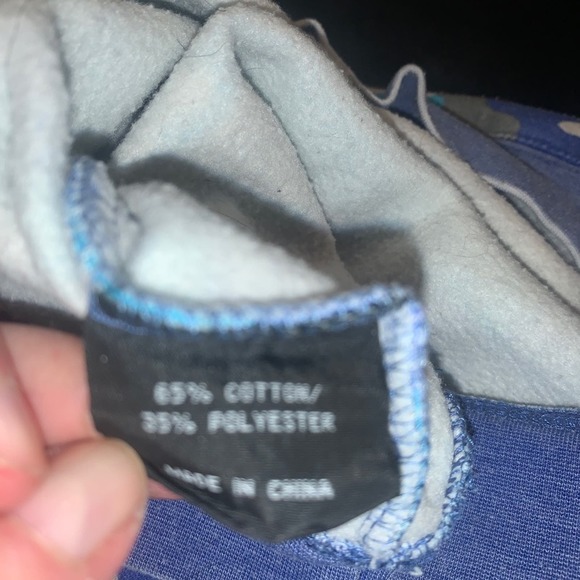 65% COTTON/
35% POLYESTER
MADE IN CHINA